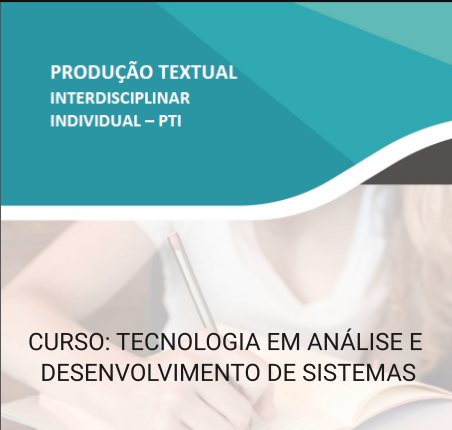 PRODUÇÃO TEXTUAL
INTERDISCIPLINAR
INDIVIDUAL – PTI
CURSO: TECNOLOGIA EM ANÁLISE E
DESENVOLVIMENTO DE SISTEMAS